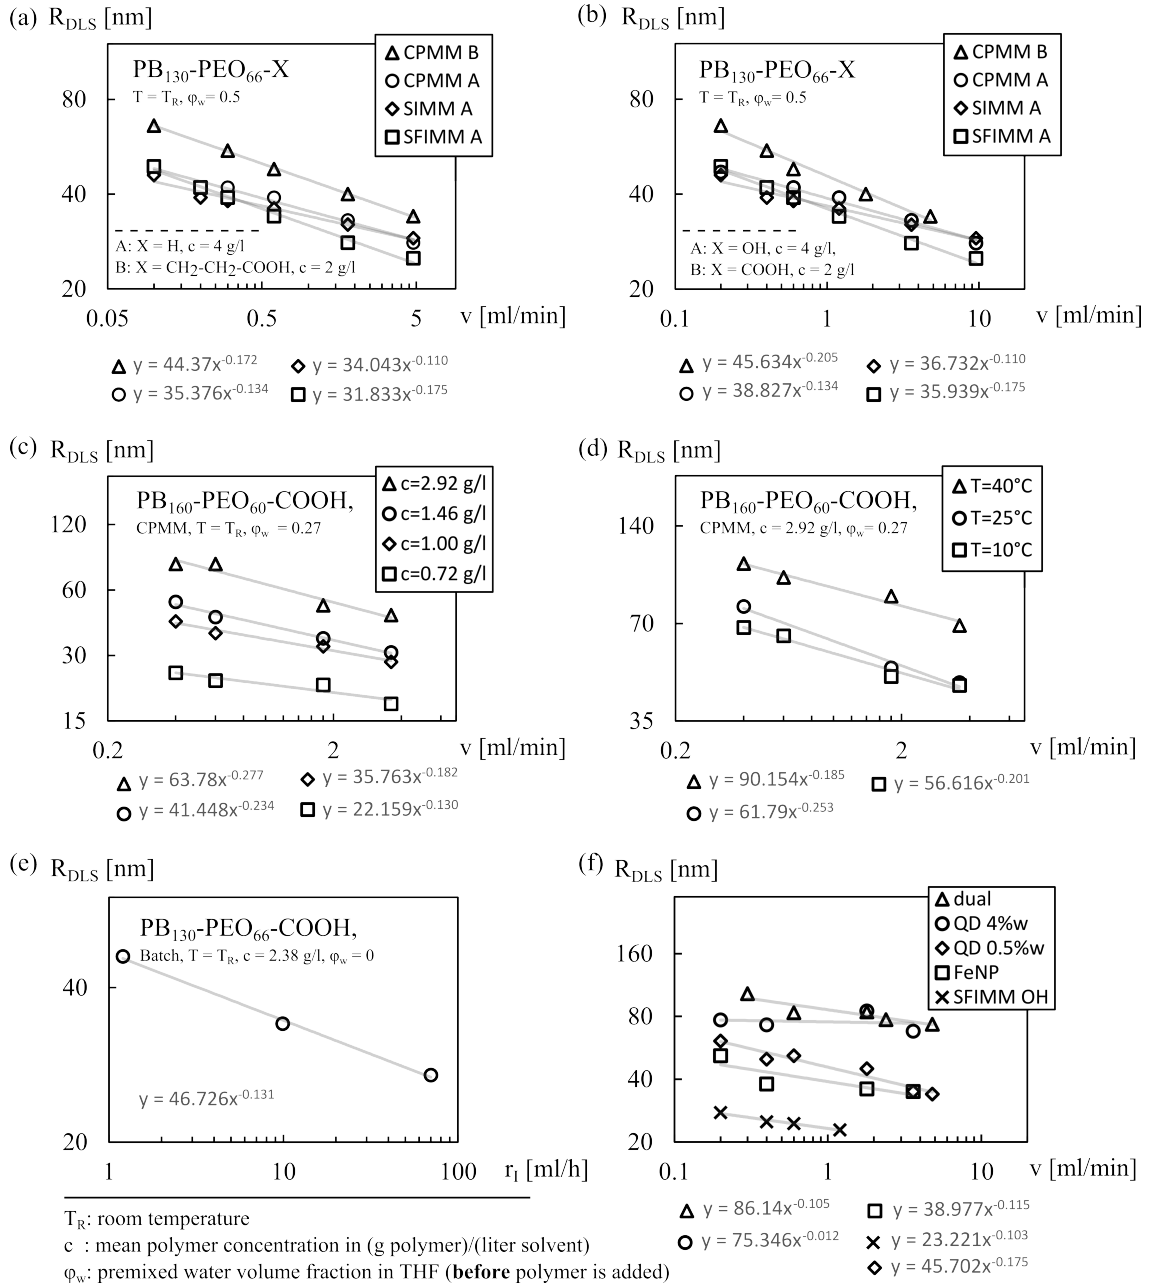 (a) R_DLS [nm]
PB₁₃₀-PEO₆₆-X
T = T_R, φ_w= 0.5
CPMM B
CPMM A
SIMM A
SFIMM A
80
40
20
A: X = H, c = 4 g/l
B: X = CH₂-CH₂-COOH, c = 2 g/l
0.05 0.5 5 v [ml/min]
y = 44.37x^-0.172 y = 34.043x^-0.110
y = 35.376x^-0.134 y = 31.833x^-0.175
(b) R_DLS [nm]
PB₁₃₀-PEO₆₆-X
T = T_R, φ_w= 0.5
CPMM B
CPMM A
SIMM A
SFIMM A
80
40
20
A: X = OH, c = 4 g/l,
B: X = COOH, c = 2 g/l
0.1 1 10 v [ml/min]
y = 45.634x^-0.205 y = 36.732x^-0.110
y = 38.827x^-0.134 y = 35.939x^-0.175
(c) R_DLS [nm]
PB₁₆₀-PEO₆₀-COOH,
CPMM, T = T_R, φ_w = 0.27
c=2.92 g/l
c=1.46 g/l
c=1.00 g/l
c=0.72 g/l
120
60
30
15
0.2 2 v [ml/min]
y = 63.78x^-0.277 y = 35.763x^-0.182
y = 41.448x^-0.234 y = 22.159x^-0.130
(d) R_DLS [nm]
PB₁₆₀-PEO₆₀-COOH,
CPMM, c = 2.92 g/l, φ_w= 0.27
T=40°C
T=25°C
T=10°C
140
70
35
0.2 2 v [ml/min]
y = 90.154x^-0.185 y = 56.616x^-0.201
y = 61.79x^-0.253
(e) R_DLS [nm]
PB₁₃₀-PEO₆₆-COOH,
Batch, T = T_R, c = 2.38 g/l, φ_w = 0
40
y = 46.726x^-0.131
20
1 10 100 r_I [ml/h]
(f) R_DLS [nm]
dual
QD 4%w
QD 0.5%w
FeNP
SFIMM OH
160
80
40
20
0.1 1 10 v [ml/min]
y = 86.14x^-0.105 y = 38.977x^-0.115
y = 75.346x^-0.012 y = 23.221x^-0.103
y = 45.702x^-0.175
T_R: room temperature
c : mean polymer concentration in (g polymer)/(liter solvent)
φ_w: premixed water volume fraction in THF (before polymer is added)